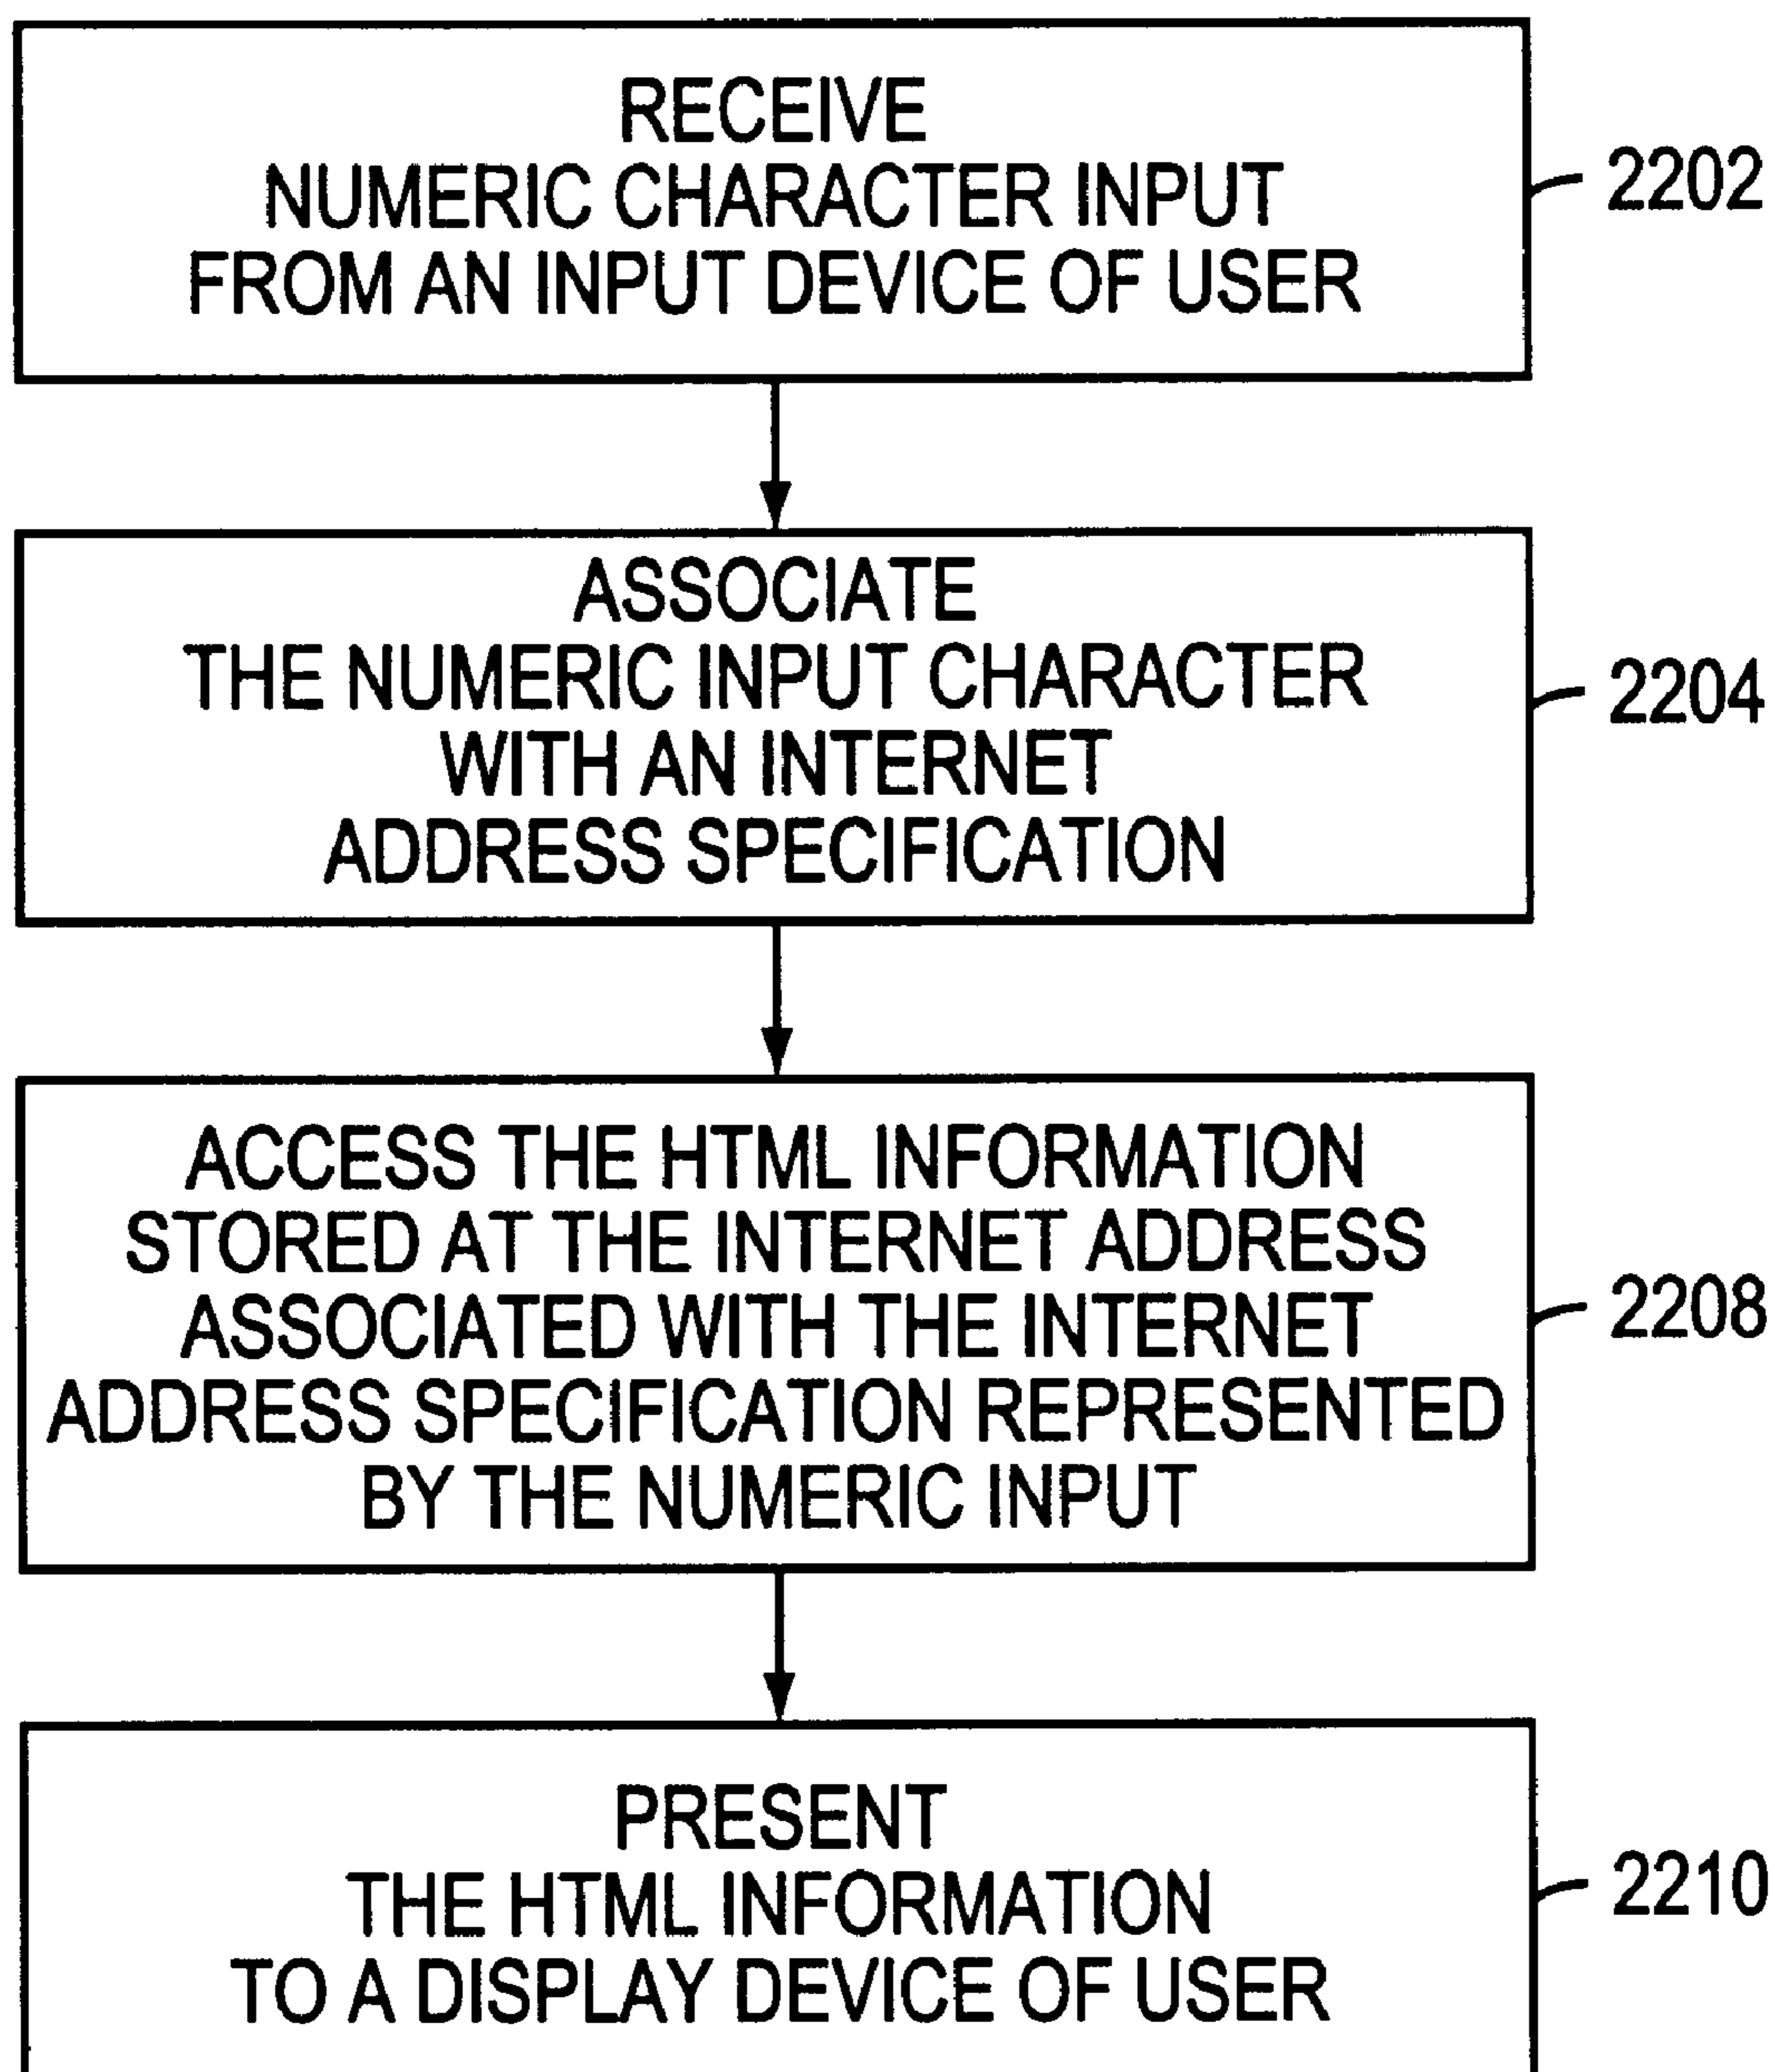 RECEIVE
NUMERIC CHARACTER INPUT
FROM AN INPUT DEVICE OF USER
2202
ASSOCIATE
THE NUMERIC INPUT CHARACTER
WITH AN INTERNET
ADDRESS SPECIFICATION
2204
ACCESS THE HTML INFORMATION
STORED AT THE INTERNET ADDRESS
ASSOCIATED WITH THE INTERNET
ADDRESS SPECIFICATION REPRESENTED
BY THE NUMERIC INPUT
2208
PRESENT
THE HTML INFORMATION
TO A DISPLAY DEVICE OF USER
2210